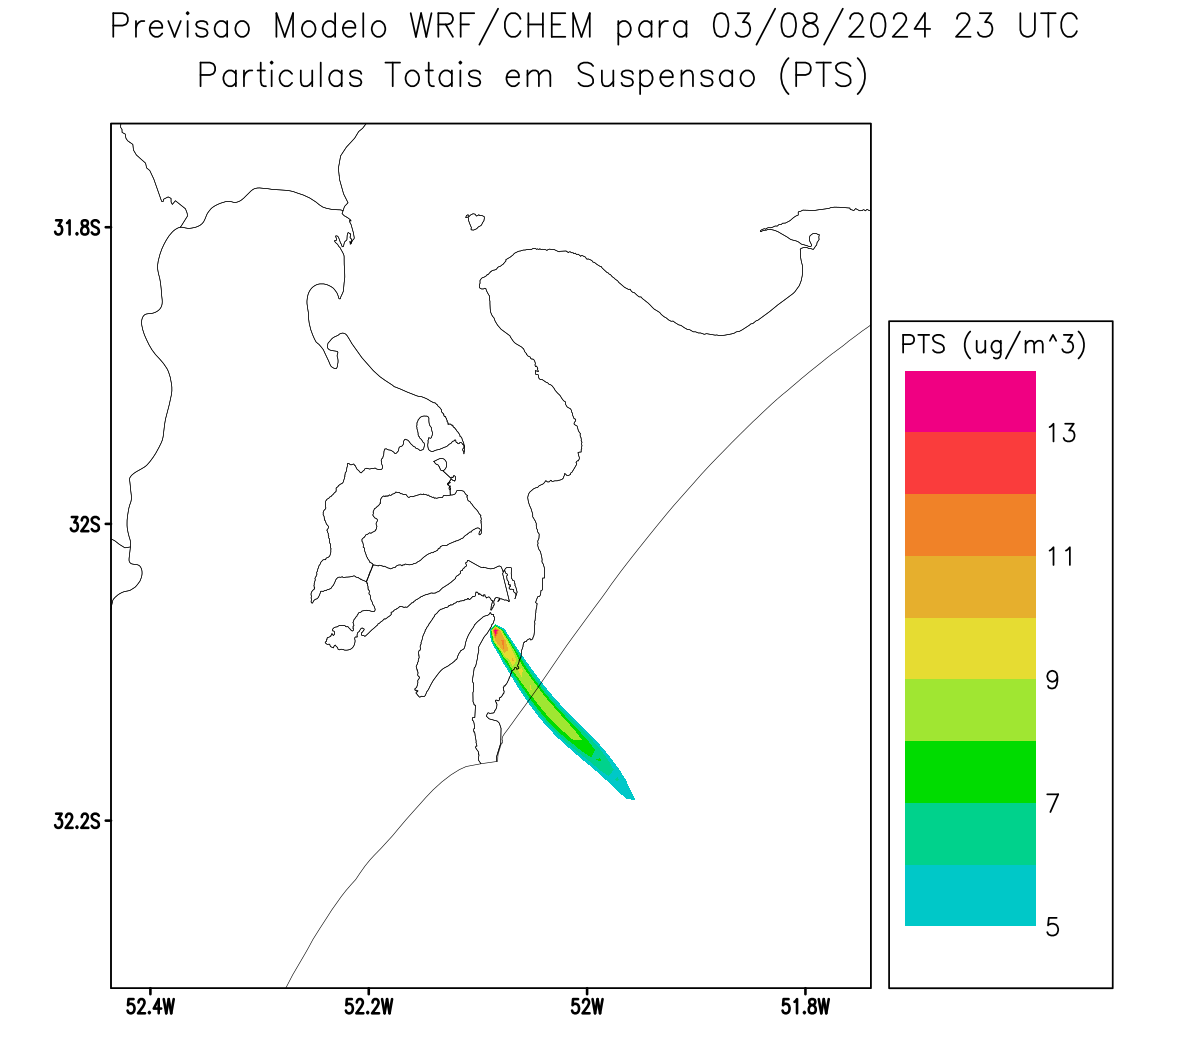 Previsao Modelo WRF/CHEM para 03/08/2024 23 UTC
Particulas Totais em Suspensao (PTS)
31.8S
32S
32.2S
52.4W 52.2W 52W 51.8W
PTS (ug/m^3)
13
11
9
7
5